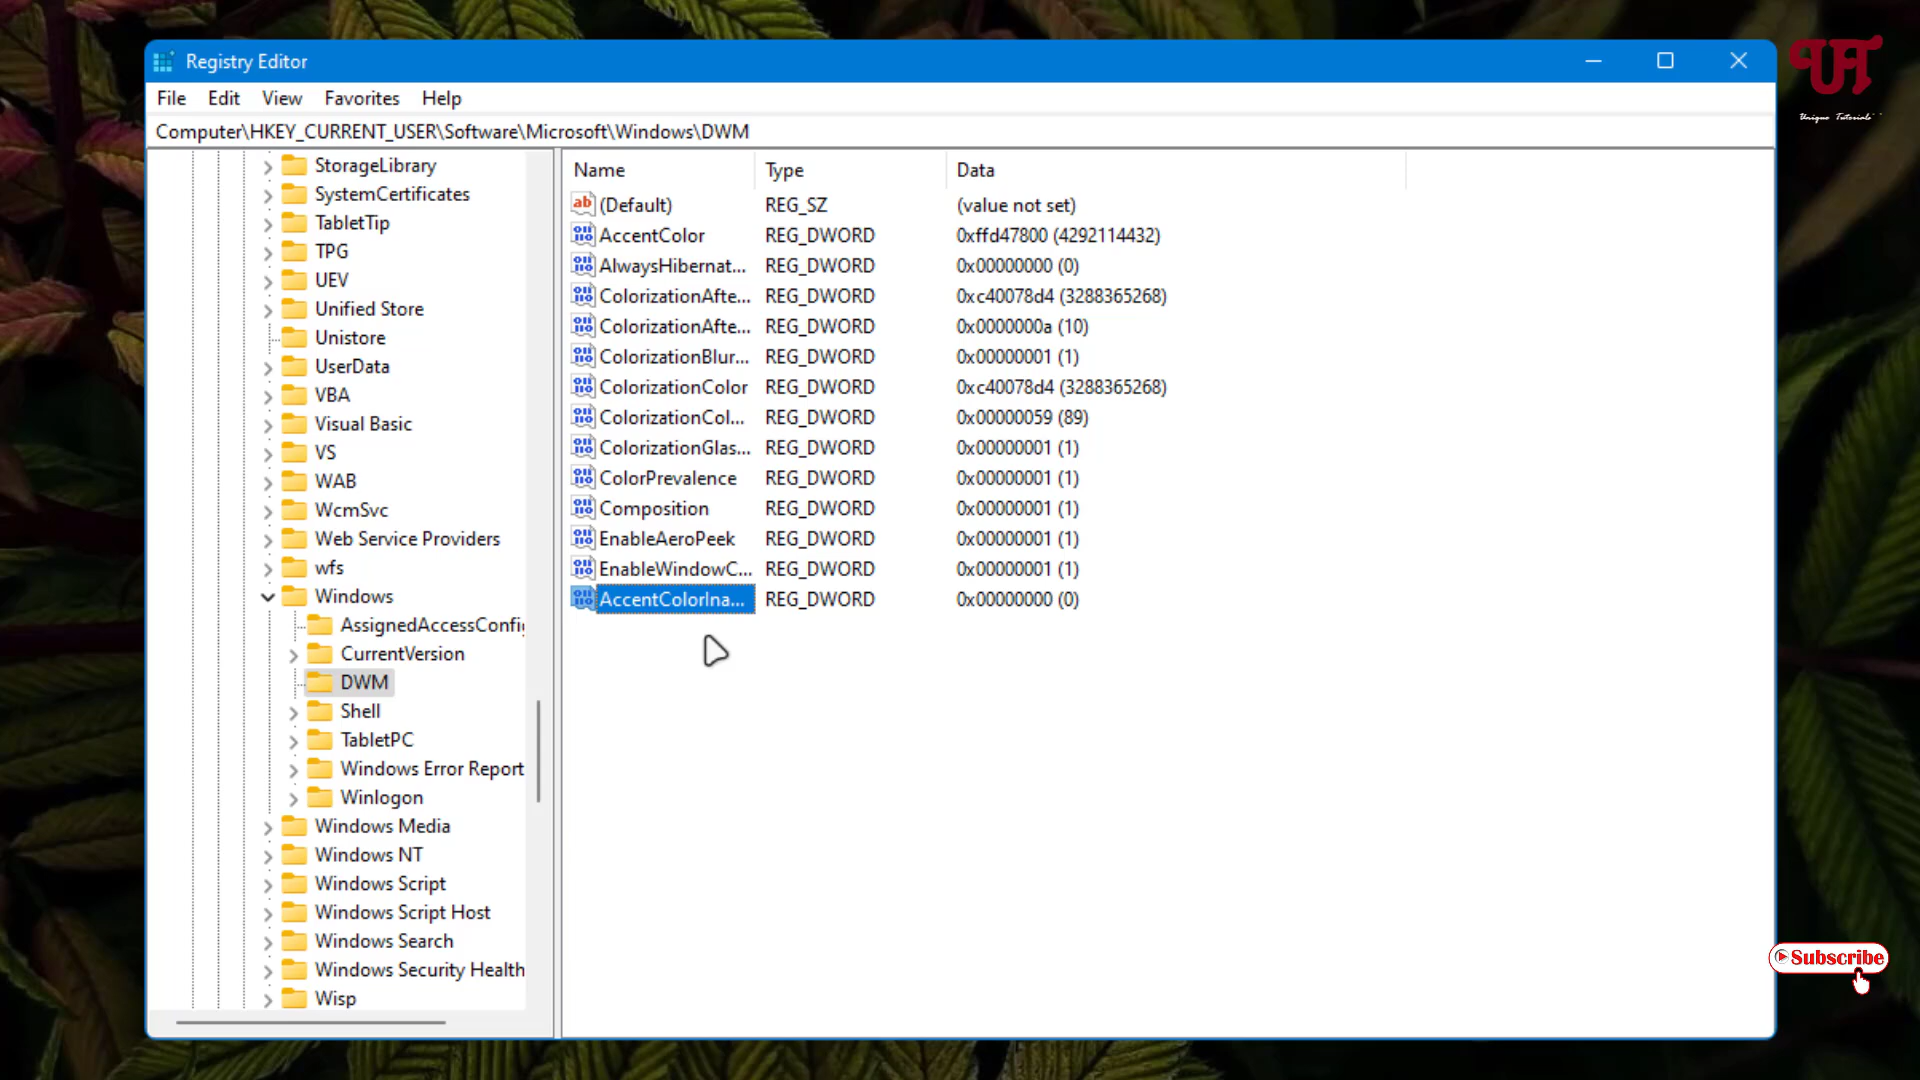 Registry Editor
UT
Unique Tutorials
File Edit View Favorites Help
Computer\HKEY_CURRENT_USER\Software\Microsoft\Windows\DWM
StorageLibrary
SystemCertificates
TabletTip
TPG
UEV
Unified Store
Unistore
UserData
VBA
Visual Basic
VS
WAB
WcmSvc
Web Service Providers
wfs
Windows
AssignedAccessConfi
CurrentVersion
DWM
Shell
TabletPC
Windows Error Report
Winlogon
Windows Media
Windows NT
Windows Script
Windows Script Host
Windows Search
Windows Security Health
Wisp
Name Type Data
(Default) REG_SZ (value not set)
AccentColor REG_DWORD 0xffd47800 (4292114432)
AlwaysHibernat... REG_DWORD 0x00000000 (0)
ColorizationAfte... REG_DWORD 0xc40078d4 (3288365268)
ColorizationAfte... REG_DWORD 0x0000000a (10)
ColorizationBlur... REG_DWORD 0x00000001 (1)
ColorizationColor REG_DWORD 0xc40078d4 (3288365268)
ColorizationCol... REG_DWORD 0x00000059 (89)
ColorizationGlas... REG_DWORD 0x00000001 (1)
ColorPrevalence REG_DWORD 0x00000001 (1)
Composition REG_DWORD 0x00000001 (1)
EnableAeroPeek REG_DWORD 0x00000001 (1)
EnableWindowC... REG_DWORD 0x00000001 (1)
AccentColorIna... REG_DWORD 0x00000000 (0)
Subscribe